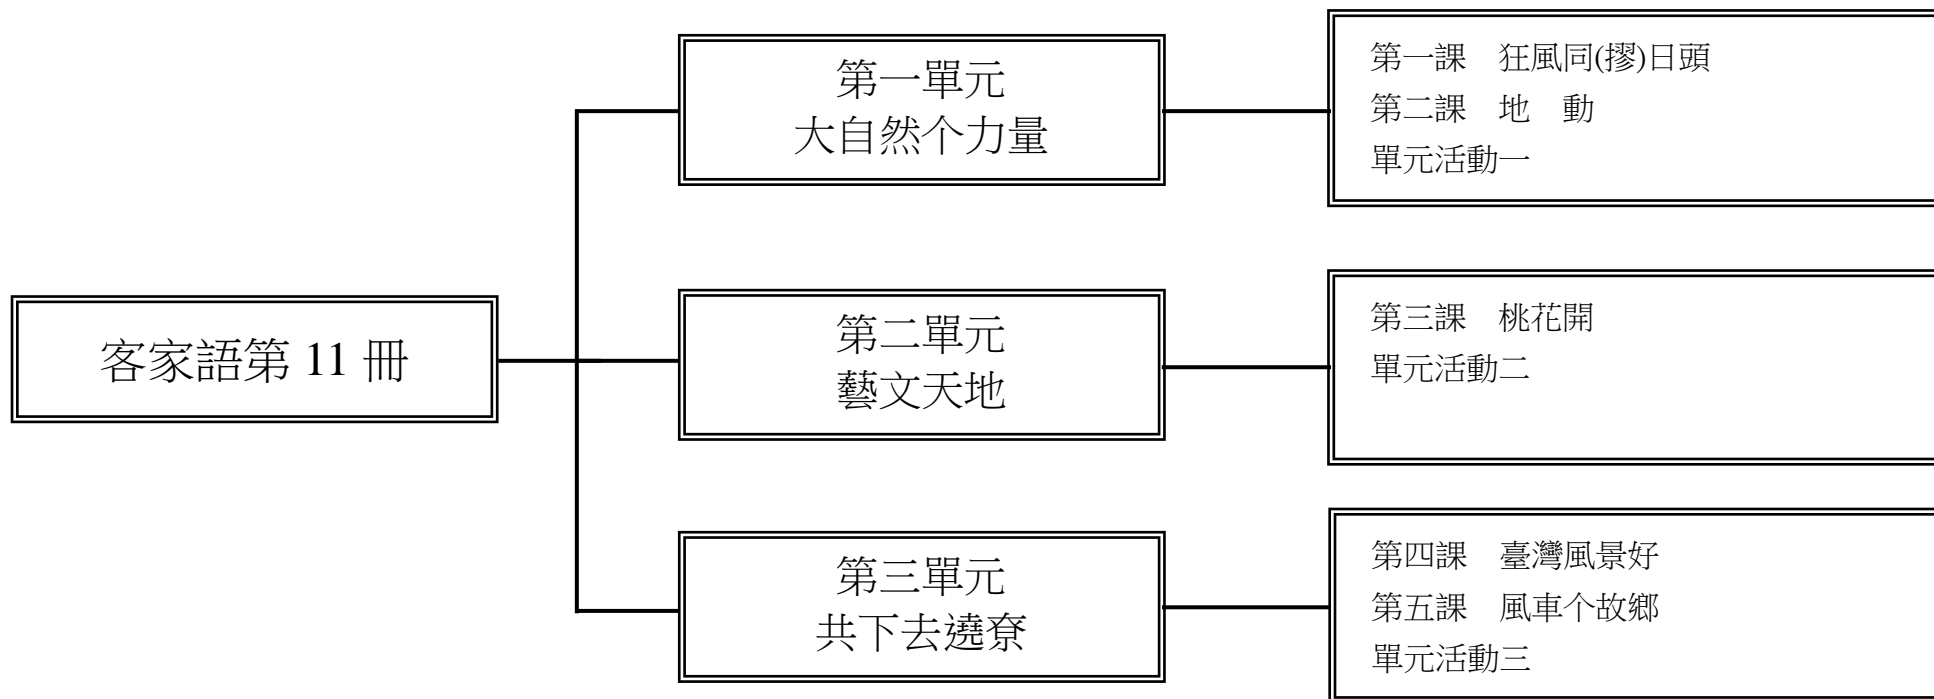 客家語第 11 冊
第一單元
大自然个力量
第一課　狂風同(摎)日頭
第二課　地　動
單元活動一
第二單元
藝文天地
第三課　桃花開
單元活動二
第三單元
共下去遶尞
第四課　臺灣風景好
第五課　風車个故鄉
單元活動三